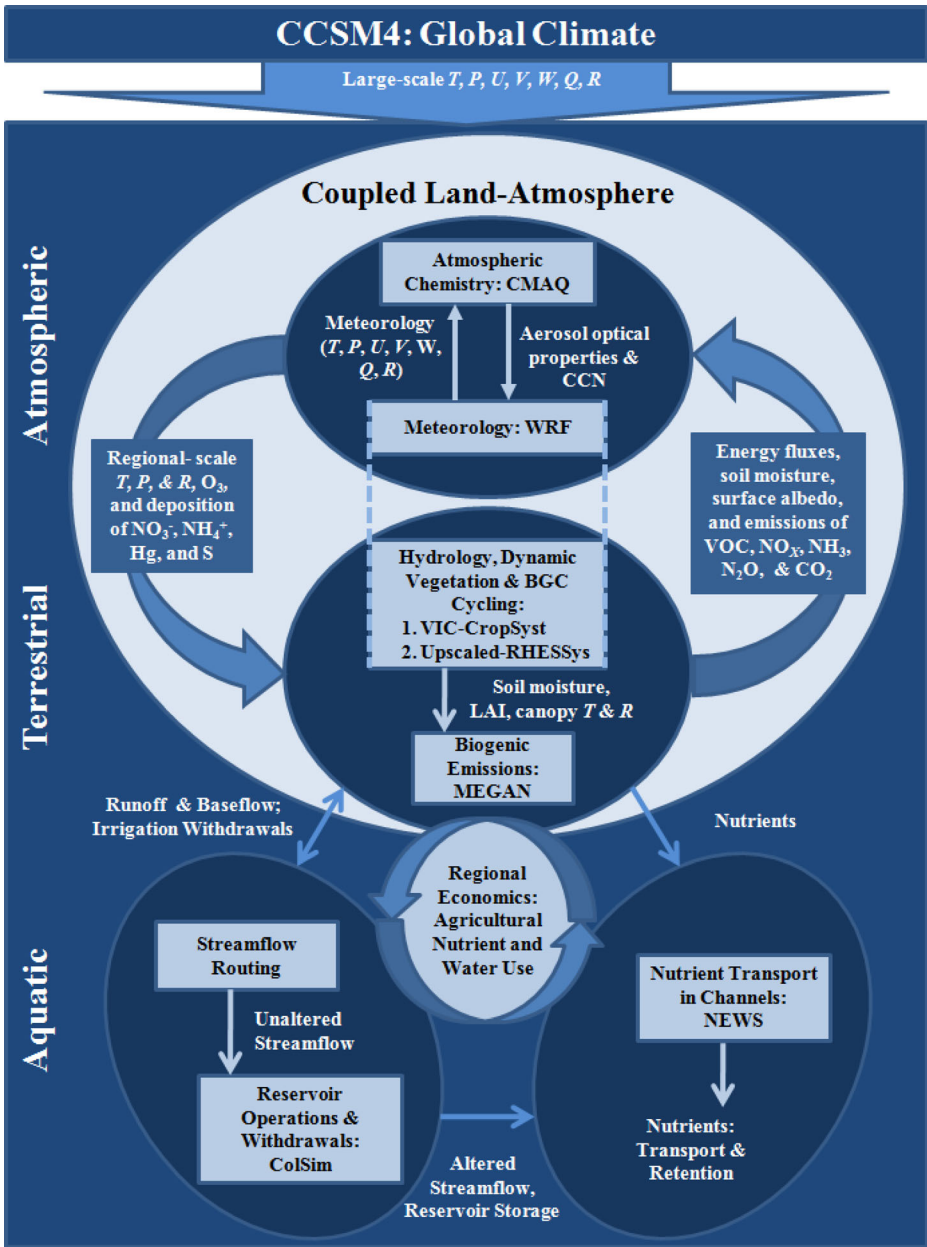 CCSM4: Global Climate
Large-scale T, P, U, V, W, Q, R
Coupled Land-Atmosphere
Atmospheric
Atmospheric
Chemistry: CMAQ
Meteorology
(T, P, U, V, W,
Q, R)
Aerosol optical
properties &
CCN
Meteorology: WRF
Regional- scale
T, P, & R, O₃,
and deposition
of NO₃⁻, NH₄⁺,
Hg, and S
Energy fluxes,
soil moisture,
surface albedo,
and emissions of
VOC, NOX, NH₃,
N₂O, & CO₂
Terrestrial
Hydrology, Dynamic
Vegetation & BGC
Cycling:
1. VIC-CropSyst
2. Upscaled-RHESSys
Soil moisture,
LAI, canopy T & R
Biogenic
Emissions:
MEGAN
Runoff & Baseflow;
Irrigation Withdrawals
Nutrients
Regional
Economics:
Agricultural
Nutrient and
Water Use
Aquatic
Streamflow
Routing
Unaltered
Streamflow
Reservoir
Operations &
Withdrawals:
ColSim
Altered
Streamflow,
Reservoir Storage
Nutrient Transport
in Channels:
NEWS
Nutrients:
Transport &
Retention